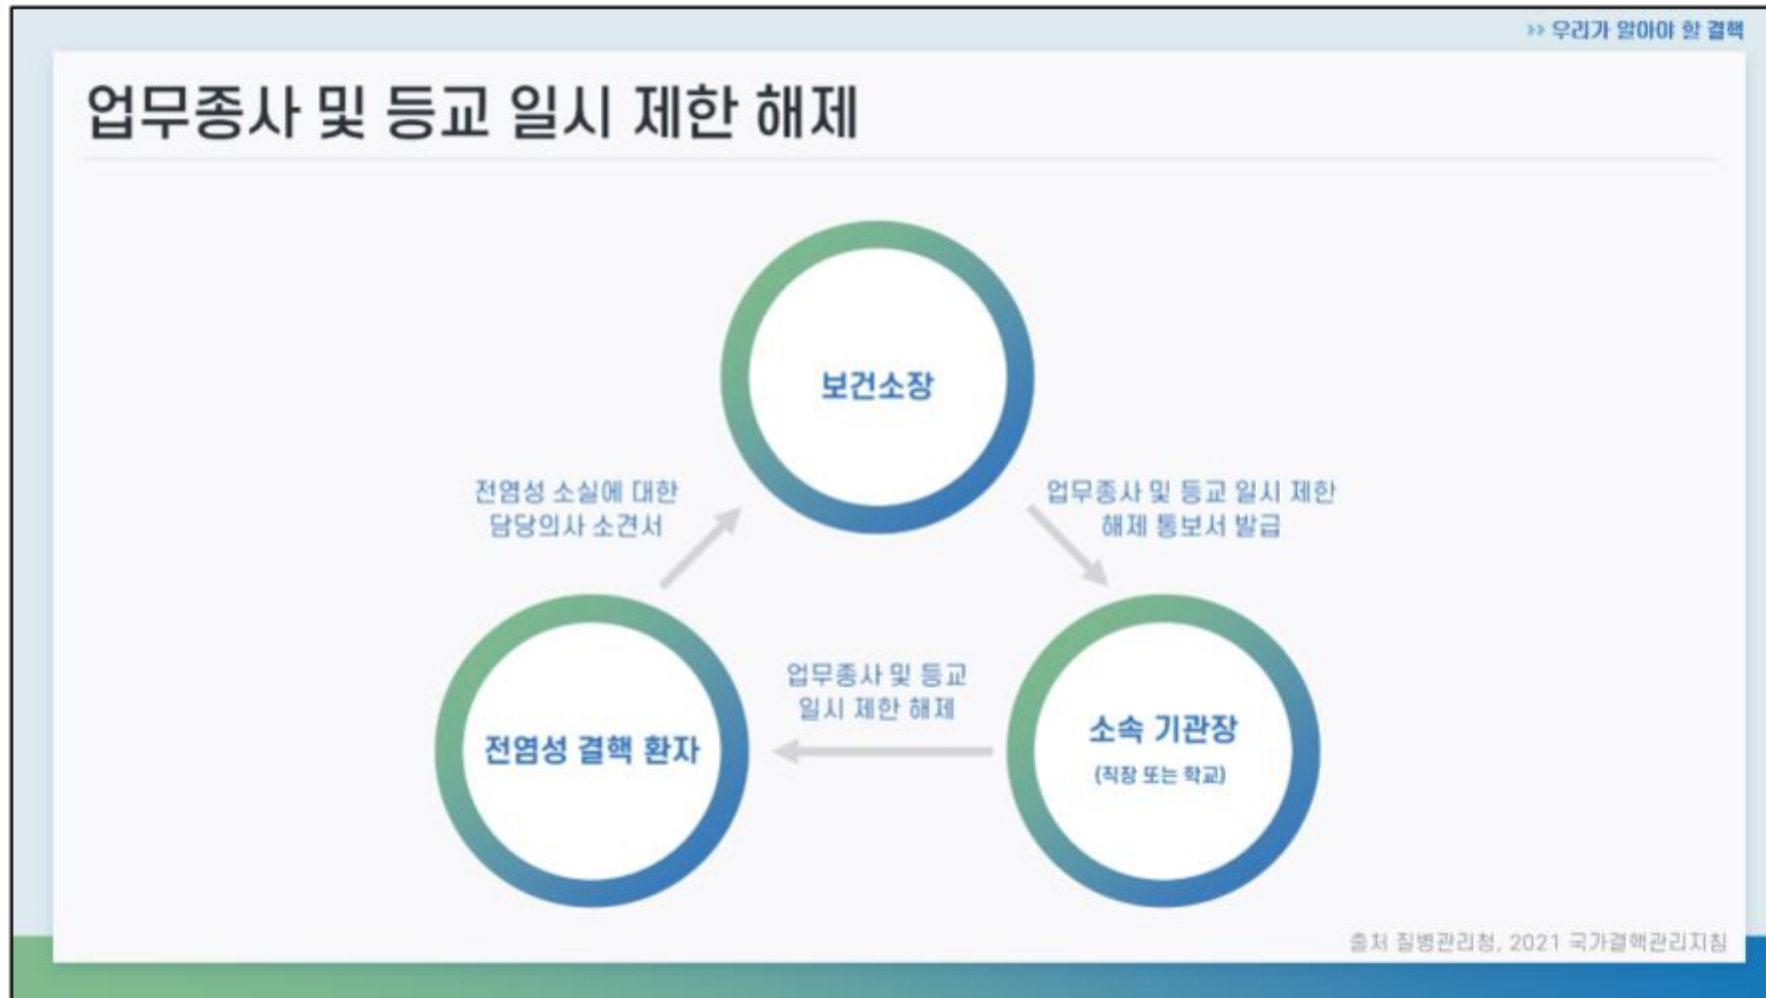 >> 우리가 알아야 할 결핵
업무종사 및 등교 일시 제한 해제
보건소장
전염성 소실에 대한
담당의사 소견서
업무종사 및 등교 일시 제한
해제 통보서 발급
업무종사 및 등교
일시 제한 해제
전염성 결핵 환자
소속 기관장
(직장 또는 학교)
출처 질병관리청, 2021 국가결핵관리지침